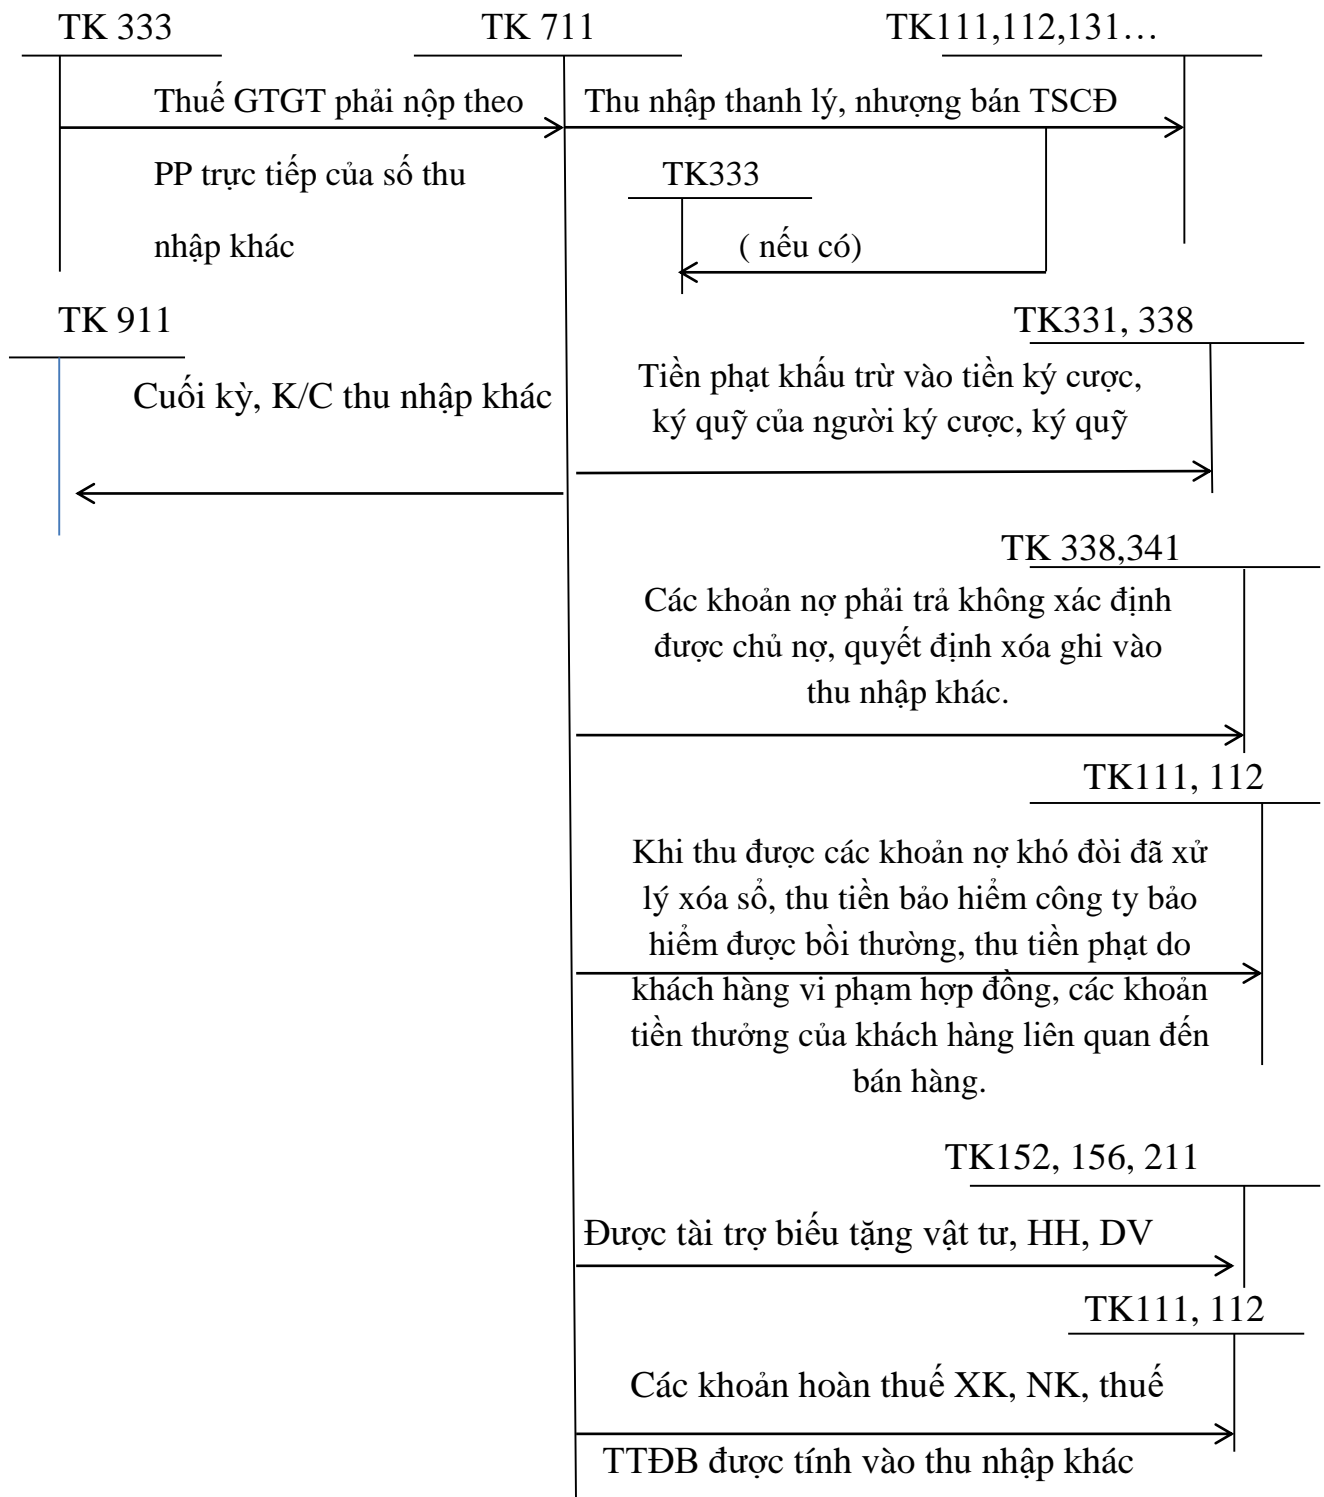 TK 333
TK 711
TK111,112,131…
Thuế GTGT phải nộp theo
PP trực tiếp của số thu
nhập khác
Thu nhập thanh lý, nhượng bán TSCĐ
TK333
( nếu có)
TK 911
Cuối kỳ, K/C thu nhập khác
TK331, 338
Tiền phạt khấu trừ vào tiền ký cược,
ký quỹ của người ký cược, ký quỹ
TK 338,341
Các khoản nợ phải trả không xác định
được chủ nợ, quyết định xóa ghi vào
thu nhập khác.
TK111, 112
Khi thu được các khoản nợ khó đòi đã xử
lý xóa sổ, thu tiền bảo hiểm công ty bảo
hiểm được bồi thường, thu tiền phạt do
khách hàng vi phạm hợp đồng, các khoản
tiền thưởng của khách hàng liên quan đến
bán hàng.
TK152, 156, 211
Được tài trợ biếu tặng vật tư, HH, DV
TK111, 112
Các khoản hoàn thuế XK, NK, thuế
TTĐB được tính vào thu nhập khác